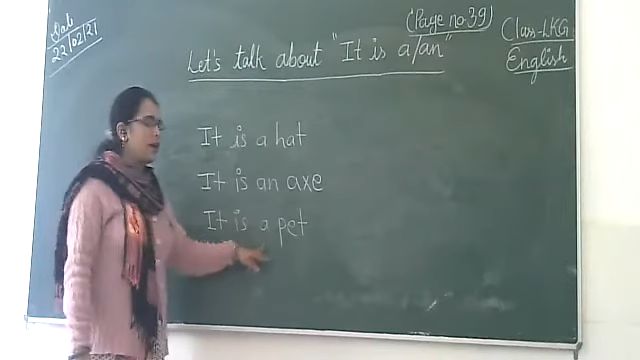 Date
22/02/21
(Page no.39)
Class-LKG
English
Let's talk about "It is a/an"
It is a hat
It is an axe
It is a pet